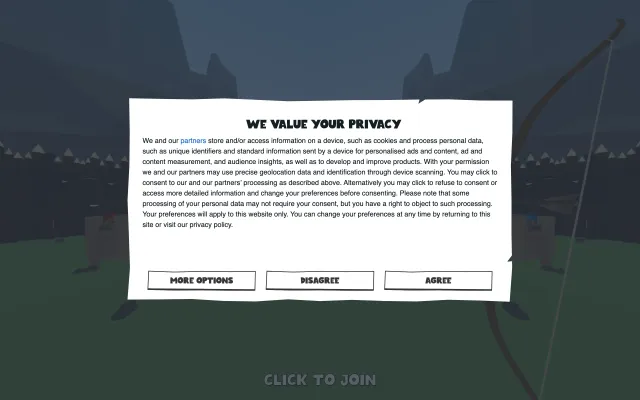 WE VALUE YOUR PRIVACY
We and our partners store and/or access information on a device, such as cookies and process personal data,
such as unique identifiers and standard information sent by a device for personalised ads and content, ad and
content measurement, and audience insights, as well as to develop and improve products. With your permission
we and our partners may use precise geolocation data and identification through device scanning. You may click to
consent to our and our partners' processing as described above. Alternatively you may click to refuse to consent or
access more detailed information and change your preferences before consenting. Please note that some
processing of your personal data may not require your consent, but you have a right to object to such processing.
Your preferences will apply to this website only. You can change your preferences at any time by returning to this
site or visit our privacy policy.
MORE OPTIONS
DISAGREE
AGREE
CLICK TO JOIN